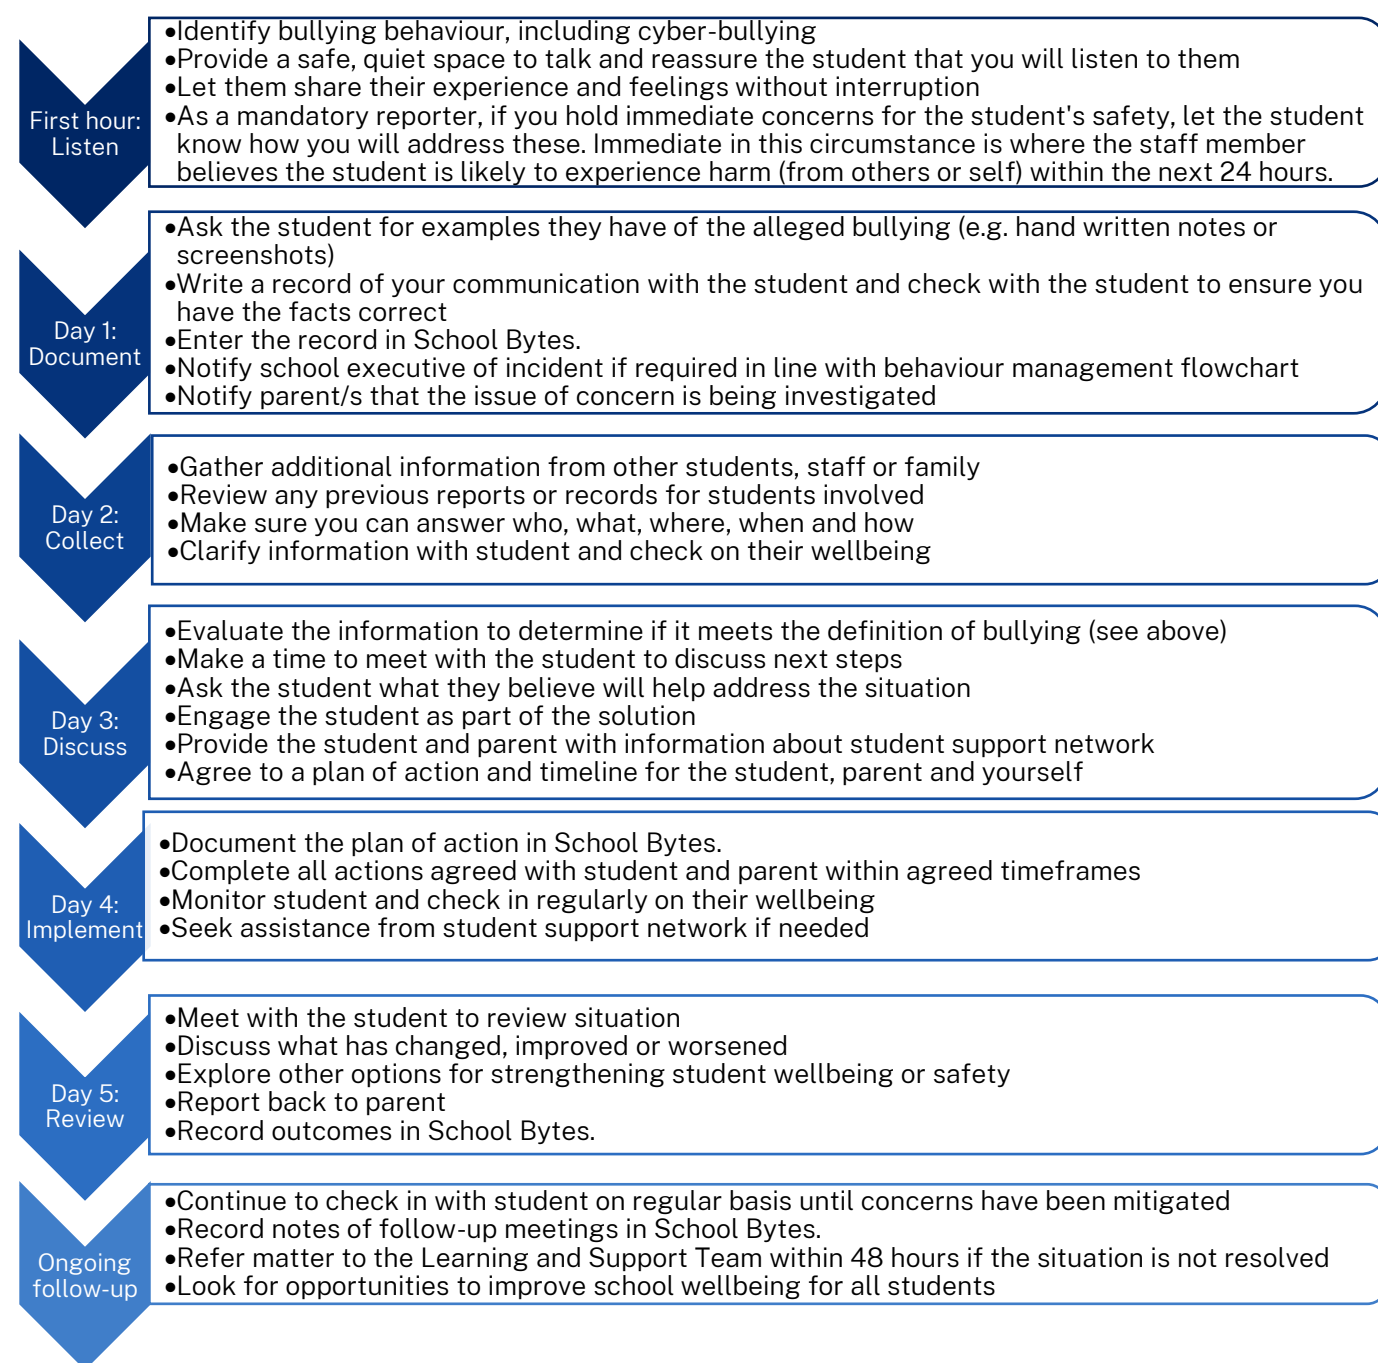 First hour:
Listen
•Identify bullying behaviour, including cyber-bullying
•Provide a safe, quiet space to talk and reassure the student that you will listen to them
•Let them share their experience and feelings without interruption
•As a mandatory reporter, if you hold immediate concerns for the student's safety, let the student
know how you will address these. Immediate in this circumstance is where the staff member
believes the student is likely to experience harm (from others or self) within the next 24 hours.
Day 1:
Document
•Ask the student for examples they have of the alleged bullying (e.g. hand written notes or
screenshots)
•Write a record of your communication with the student and check with the student to ensure you
have the facts correct
•Enter the record in School Bytes.
•Notify school executive of incident if required in line with behaviour management flowchart
•Notify parent/s that the issue of concern is being investigated
Day 2:
Collect
•Gather additional information from other students, staff or family
•Review any previous reports or records for students involved
•Make sure you can answer who, what, where, when and how
•Clarify information with student and check on their wellbeing
Day 3:
Discuss
•Evaluate the information to determine if it meets the definition of bullying (see above)
•Make a time to meet with the student to discuss next steps
•Ask the student what they believe will help address the situation
•Engage the student as part of the solution
•Provide the student and parent with information about student support network
•Agree to a plan of action and timeline for the student, parent and yourself
Day 4:
Implement
•Document the plan of action in School Bytes.
•Complete all actions agreed with student and parent within agreed timeframes
•Monitor student and check in regularly on their wellbeing
•Seek assistance from student support network if needed
Day 5:
Review
•Meet with the student to review situation
•Discuss what has changed, improved or worsened
•Explore other options for strengthening student wellbeing or safety
•Report back to parent
•Record outcomes in School Bytes.
Ongoing
follow-up
•Continue to check in with student on regular basis until concerns have been mitigated
•Record notes of follow-up meetings in School Bytes.
•Refer matter to the Learning and Support Team within 48 hours if the situation is not resolved
•Look for opportunities to improve school wellbeing for all students